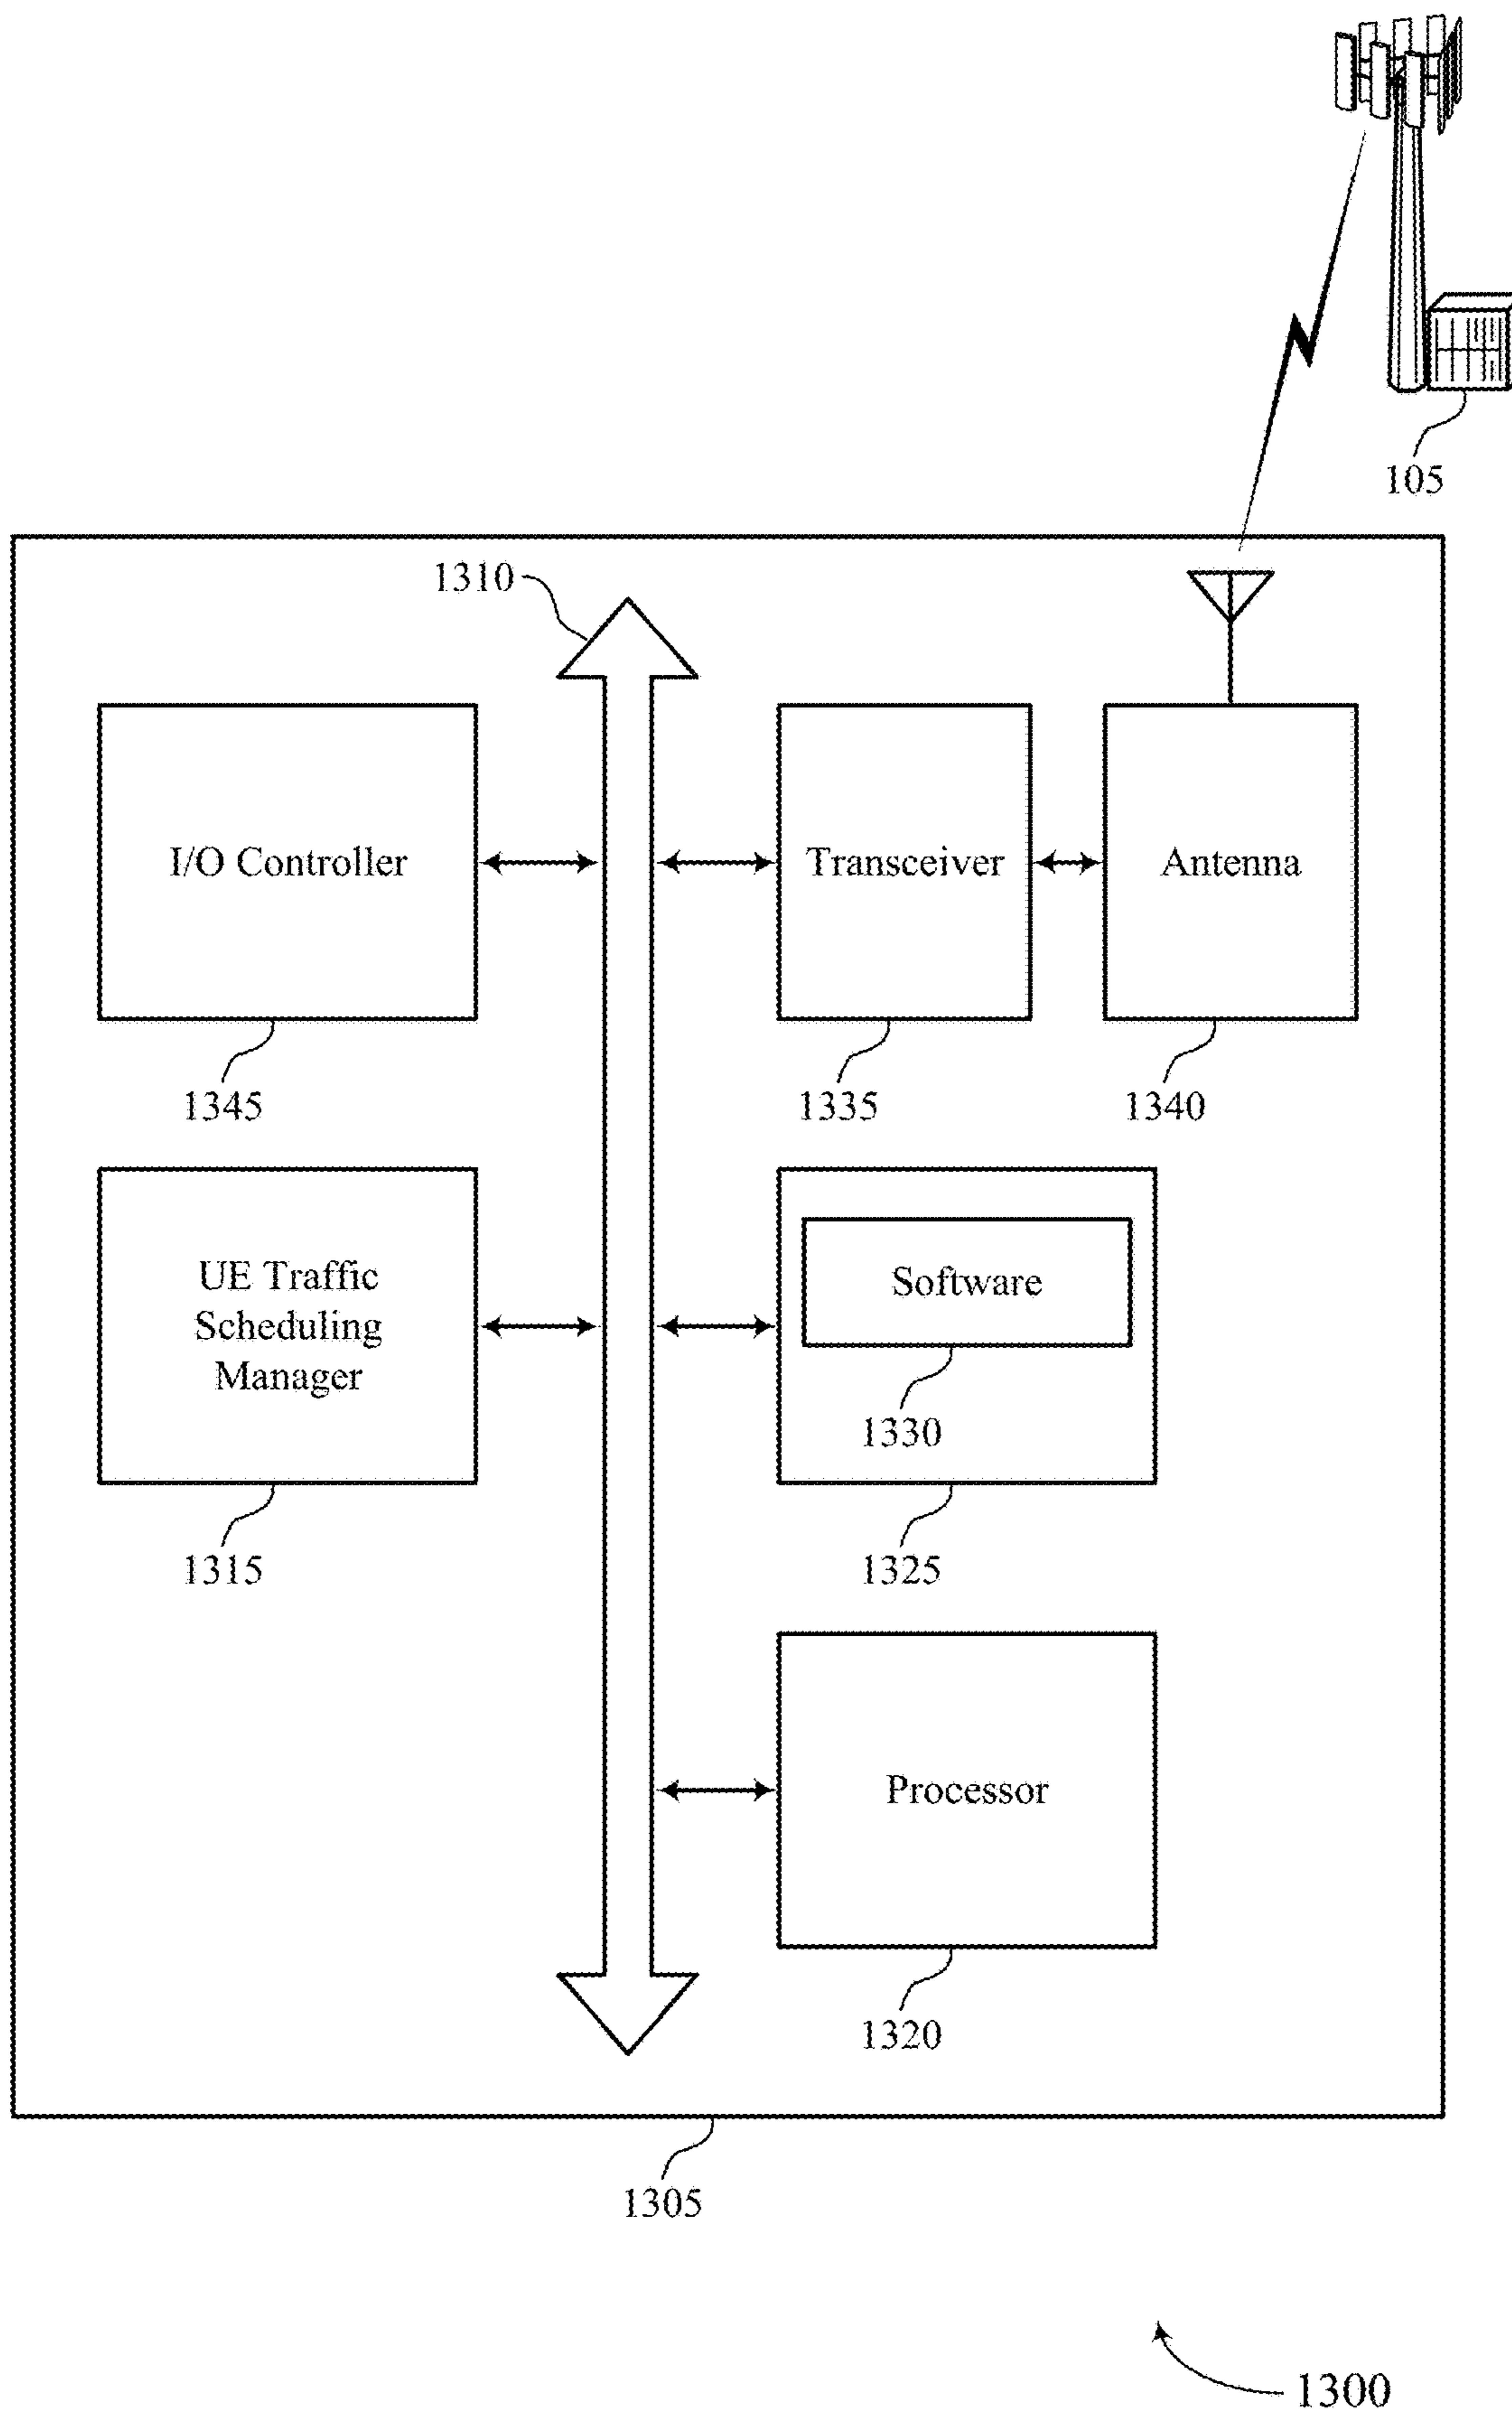 105
1310
I/O Controller
Transceiver
Antenna
1345
1335
1340
UE Traffic
Scheduling
Manager
Software
1330
1315
1325
Processor
1320
1305
1300